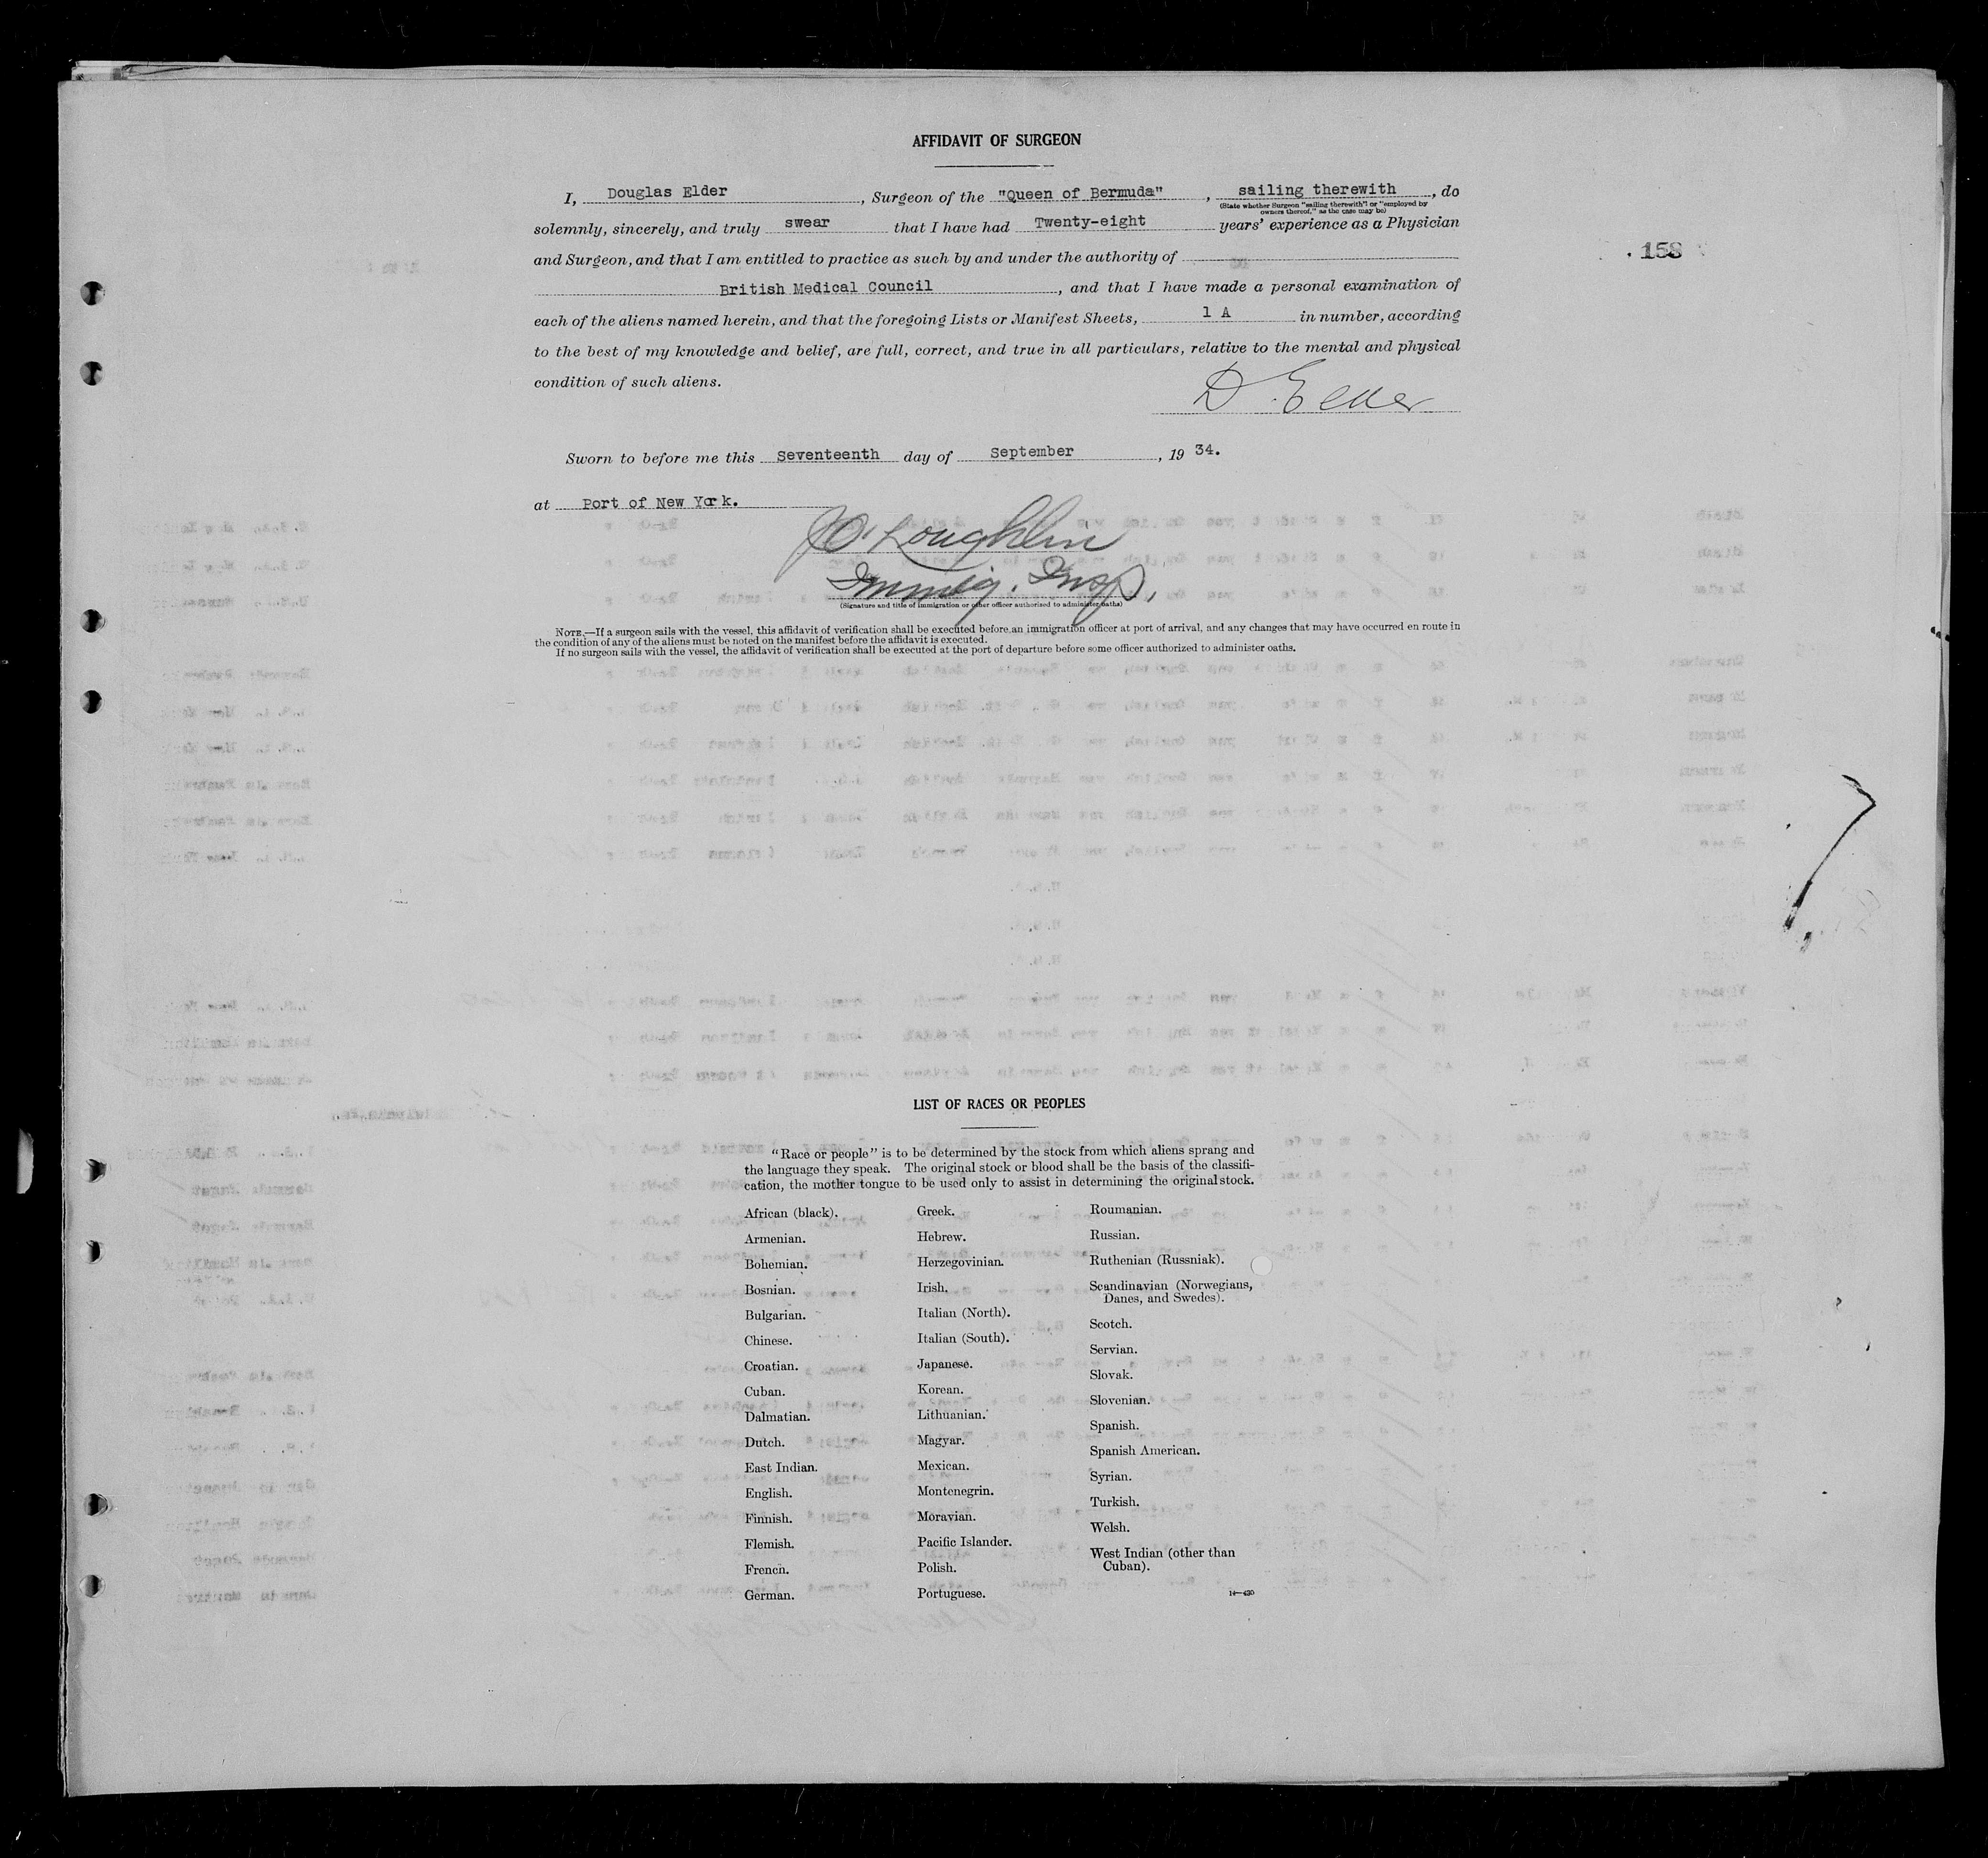 AFFIDAVIT OF SURGEON
I, Douglas Elder, Surgeon of the "Queen of Bermuda", sailing therewith, do
(State whether Surgeon "sailing therewith" or "employed by
owners thereof," as the case may be)
solemnly, sincerely, and truly swear that I have had Twenty-eight years' experience as a Physician
and Surgeon, and that I am entitled to practice as such by and under the authority of
158
British Medical Council, and that I have made a personal examination of
each of the aliens named herein, and that the foregoing Lists or Manifest Sheets, 1 A in number, according
to the best of my knowledge and belief, are full, correct, and true in all particulars, relative to the mental and physical
condition of such aliens.
D. Elder
Sworn to before me this Seventeenth day of September, 19 34.
at Port of New York.
O'Loughlin
Immig. Insp.
(Signature and title of immigration or other officer authorized to administer oaths)
NOTE.—If a surgeon sails with the vessel, this affidavit of verification shall be executed before an immigration officer at port of arrival, and any changes that may have occurred en route in
the condition of any of the aliens must be noted on the manifest before the affidavit is executed.
If no surgeon sails with the vessel, the affidavit of verification shall be executed at the port of departure before some officer authorized to administer oaths.
LIST OF RACES OR PEOPLES
"Race or people" is to be determined by the stock from which aliens sprang and
the language they speak. The original stock or blood shall be the basis of the classifi-
cation, the mother tongue to be used only to assist in determining the original stock.
African (black).
Armenian.
Bohemian.
Bosnian.
Bulgarian.
Chinese.
Croatian.
Cuban.
Dalmatian.
Dutch.
East Indian.
English.
Finnish.
Flemish.
French.
German.
Greek.
Hebrew.
Herzegovinian.
Irish.
Italian (North).
Italian (South).
Japanese.
Korean.
Lithuanian.
Magyar.
Mexican.
Montenegrin.
Moravian.
Pacific Islander.
Polish.
Portuguese.
Roumanian.
Russian.
Ruthenian (Russniak).
Scandinavian (Norwegians,
Danes, and Swedes).
Scotch.
Servian.
Slovak.
Slovenian.
Spanish.
Spanish American.
Syrian.
Turkish.
Welsh.
West Indian (other than
Cuban).
14—430